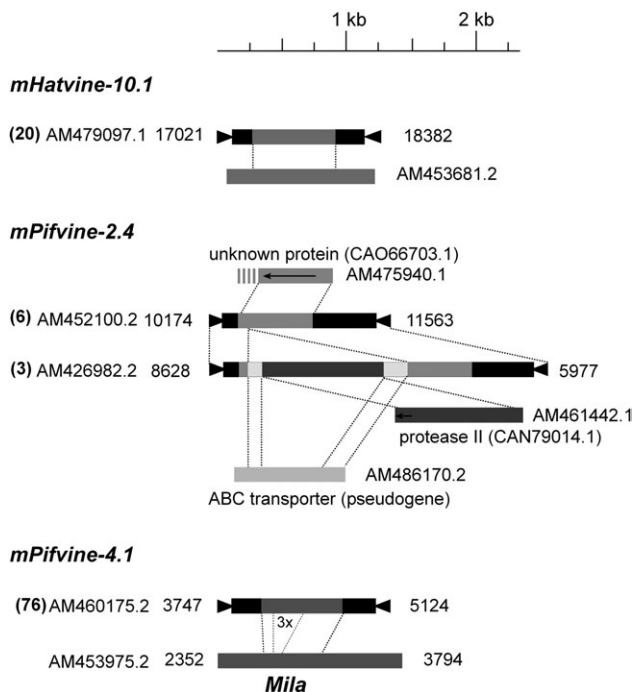 1 kb 2 kb
mHatvine-10.1
(20) AM479097.1 17021 18382
AM453681.2
mPifvine-2.4
unknown protein (CAO66703.1)
AM475940.1
(6) AM452100.2 10174 11563
(3) AM426982.2 8628 5977
AM461442.1
protease II (CAN79014.1)
AM486170.2
ABC transporter (pseudogene)
mPifvine-4.1
(76) AM460175.2 3747 5124
3x
AM453975.2 2352 3794
Mila